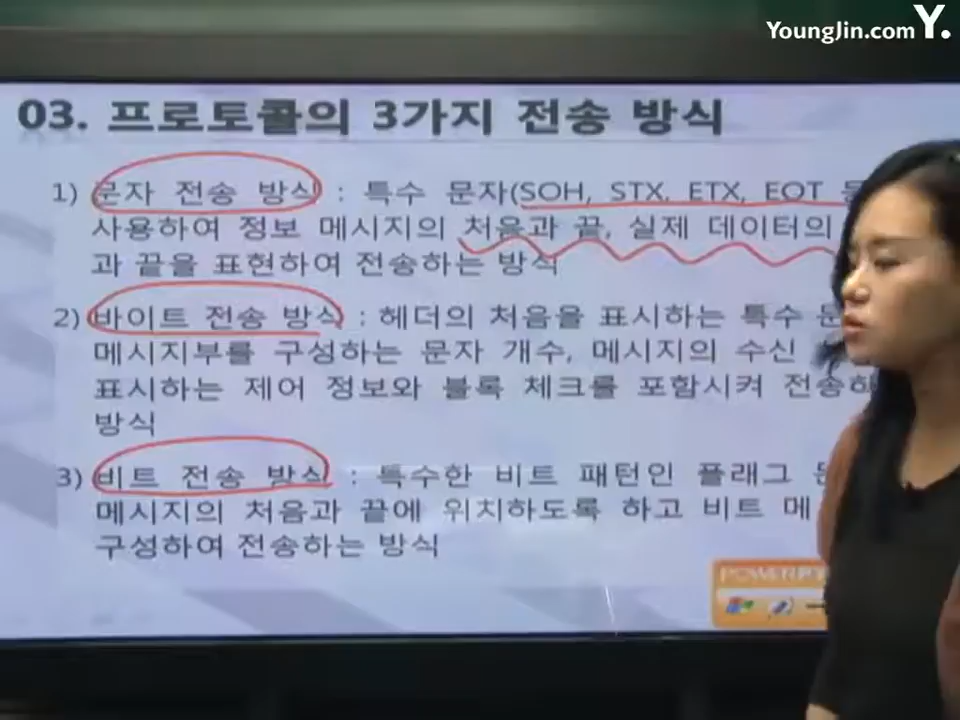 YoungJin.com Y.
03. 프로토콜의 3가지 전송 방식
1) 문자 전송 방식 : 특수 문자(SOH, STX, ETX, EOT
사용하여 정보 메시지의 처음과 끝, 실제 데이터의
과 끝을 표현하여 전송하는 방식
2) 바이트 전송 방식 : 헤더의 처음을 표시하는 특수
메시지부를 구성하는 문자 개수, 메시지의 수신
표시하는 제어 정보와 블록 체크를 포함시켜 전송하
방식
3) 비트 전송 방식 : 특수한 비트 패턴인 플래그
메시지의 처음과 끝에 위치하도록 하고 비트 메
구성하여 전송하는 방식